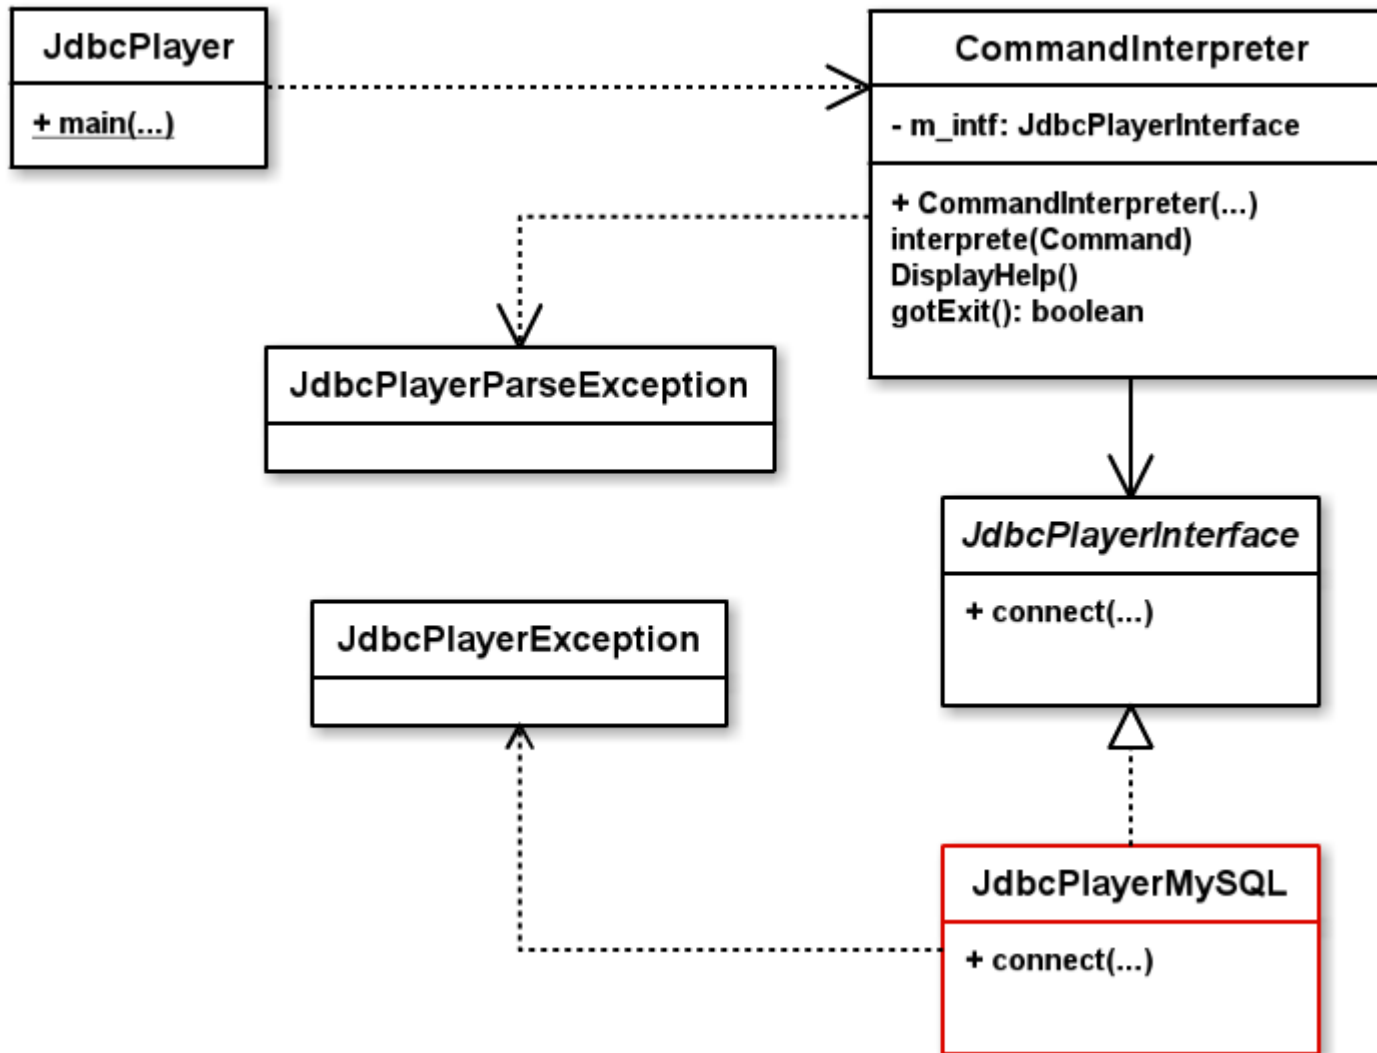 JdbcPlayer
+ main(...)
CommandInterpreter
- m_intf: JdbcPlayerInterface
+ CommandInterpreter(...)
interprete(Command)
DisplayHelp()
gotExit(): boolean
JdbcPlayerParseException
JdbcPlayerInterface
+ connect(...)
JdbcPlayerException
JdbcPlayerMySQL
+ connect(...)